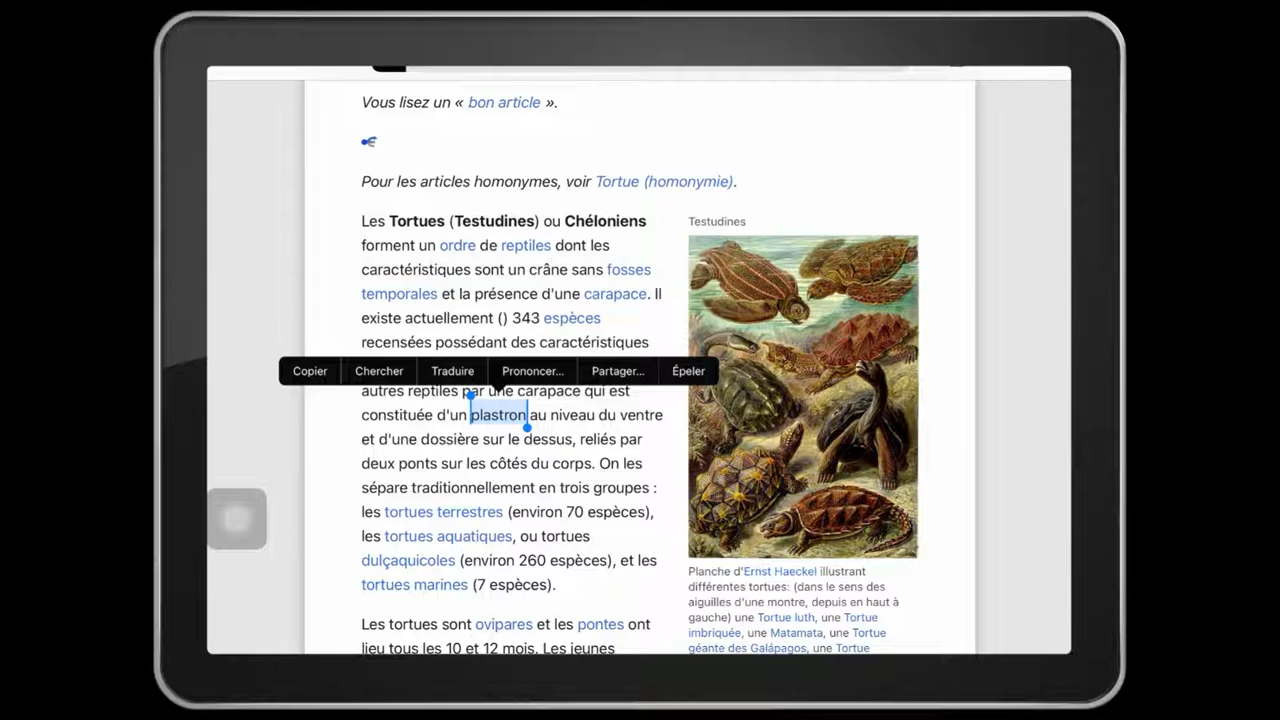 Vous lisez un « bon article ».
Pour les articles homonymes, voir Tortue (homonymie).
Les Tortues (Testudines) ou Chéloniens
forment un ordre de reptiles dont les
caractéristiques sont un crâne sans fosses
temporales et la présence d'une carapace. Il
existe actuellement () 343 espèces
recensées possédant des caractéristiques
Copier Chercher Traduire Prononcer... Partager... Épeler
autres reptiles par une carapace qui est
constituée d'un plastron au niveau du ventre
et d'une dossière sur le dessus, reliés par
deux ponts sur les côtés du corps. On les
sépare traditionnellement en trois groupes :
les tortues terrestres (environ 70 espèces),
les tortues aquatiques, ou tortues
dulçaquicoles (environ 260 espèces), et les
tortues marines (7 espèces).
Les tortues sont ovipares et les pontes ont
lieu tous les 10 et 12 mois. Les jeunes
Testudines
Planche d'Ernst Haeckel illustrant
différentes tortues: (dans le sens des
aiguilles d'une montre, depuis en haut à
gauche) une Tortue luth, une Tortue
imbriquée, une Matamata, une Tortue
géante des Galápagos, une Tortue